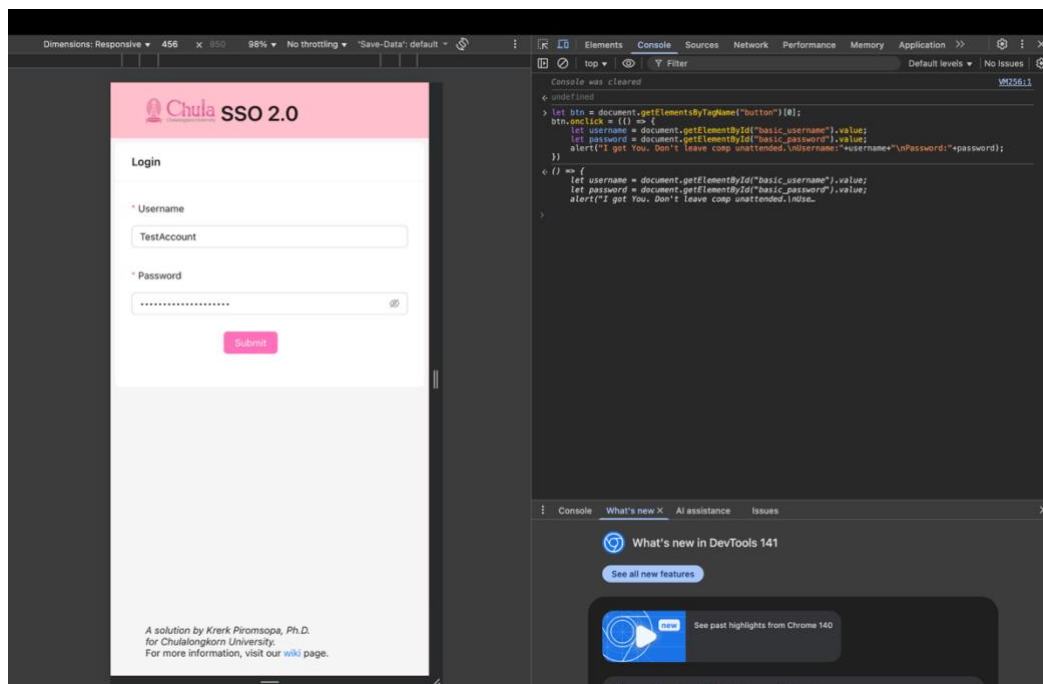 Dimensions: Responsive 456 x 850 98% No throttling "Save-Data": default
Elements Console Sources Network Performance Memory Application
top Filter Default levels No Issues
Chula SSO 2.0
Chulalongkorn University
Login
* Username
TestAccount
* Password
Submit
A solution by Krerk Piromsopa, Ph.D.
for Chulalongkorn University.
For more information, visit our wiki page.
Console was cleared VM256:1
undefined
let btn = document.getElementsByTagName("button")[0];
btn.onclick = (() => {
let username = document.getElementById("basic_username").value;
let password = document.getElementById("basic_password").value;
alert("I got You. Don't leave comp unattended.\nUsername:"+username+"\nPassword:"+password);
})
() => {
let username = document.getElementById("basic_username").value;
let password = document.getElementById("basic_password").value;
alert("I got You. Don't leave comp unattended.\nUse…
Console What's new AI assistance Issues
What's new in DevTools 141
See all new features
new
See past highlights from Chrome 140